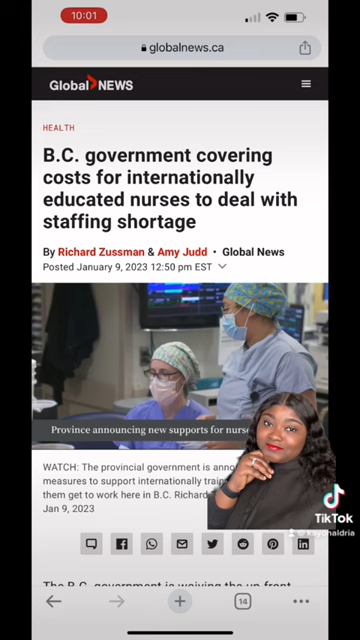 10:01
globalnews.ca
Global NEWS
HEALTH
B.C. government covering
costs for internationally
educated nurses to deal with
staffing shortage
By Richard Zussman & Amy Judd • Global News
Posted January 9, 2023 12:50 pm EST
Province announcing new supports for nurse
WATCH: The provincial government is anno
measures to support internationally train
them get to work here in B.C. Richard
Jan 9, 2023
TikTok
@kaychaldria
The B.C. government is waiving the up-front
14